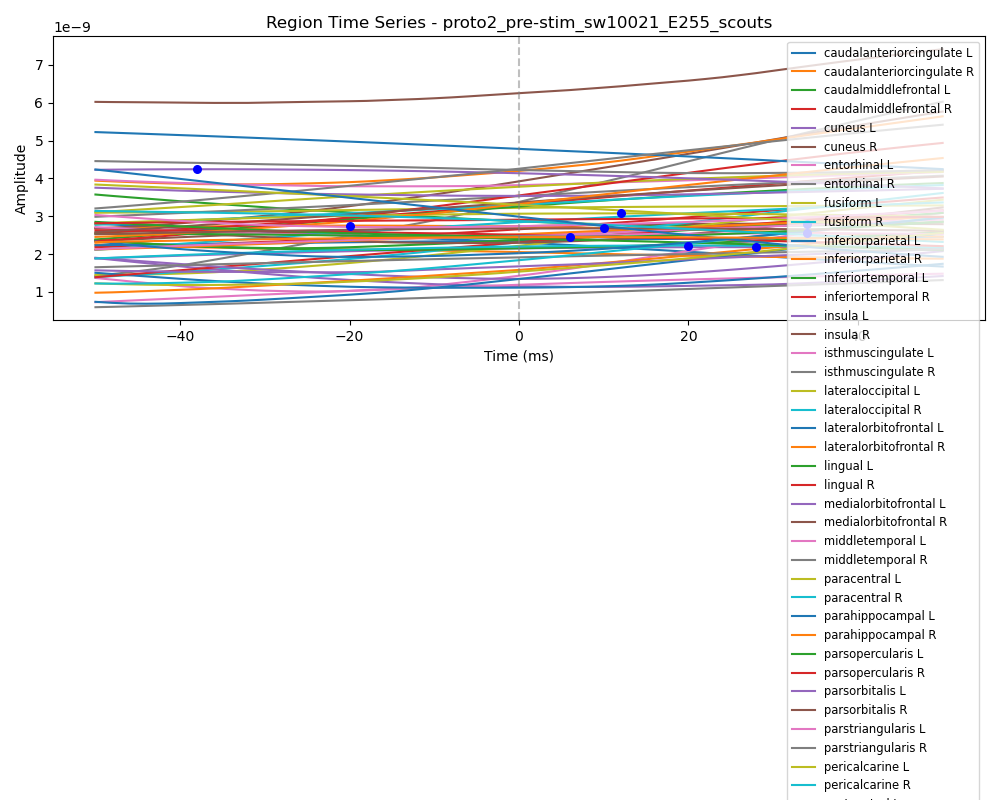 Region Time Series - proto2_pre-stim_sw10021_E255_scouts
1e−9
7
6
5
4
3
2
1
Amplitude
−40
−20
0
20
Time (ms)
caudalanteriorcingulate L
caudalanteriorcingulate R
caudalmiddlefrontal L
caudalmiddlefrontal R
cuneus L
cuneus R
entorhinal L
entorhinal R
fusiform L
fusiform R
inferiorparietal L
inferiorparietal R
inferiortemporal L
inferiortemporal R
insula L
insula R
isthmuscingulate L
isthmuscingulate R
lateraloccipital L
lateraloccipital R
lateralorbitofrontal L
lateralorbitofrontal R
lingual L
lingual R
medialorbitofrontal L
medialorbitofrontal R
middletemporal L
middletemporal R
paracentral L
paracentral R
parahippocampal L
parahippocampal R
parsopercularis L
parsopercularis R
parsorbitalis L
parsorbitalis R
parstriangularis L
parstriangularis R
pericalcarine L
pericalcarine R